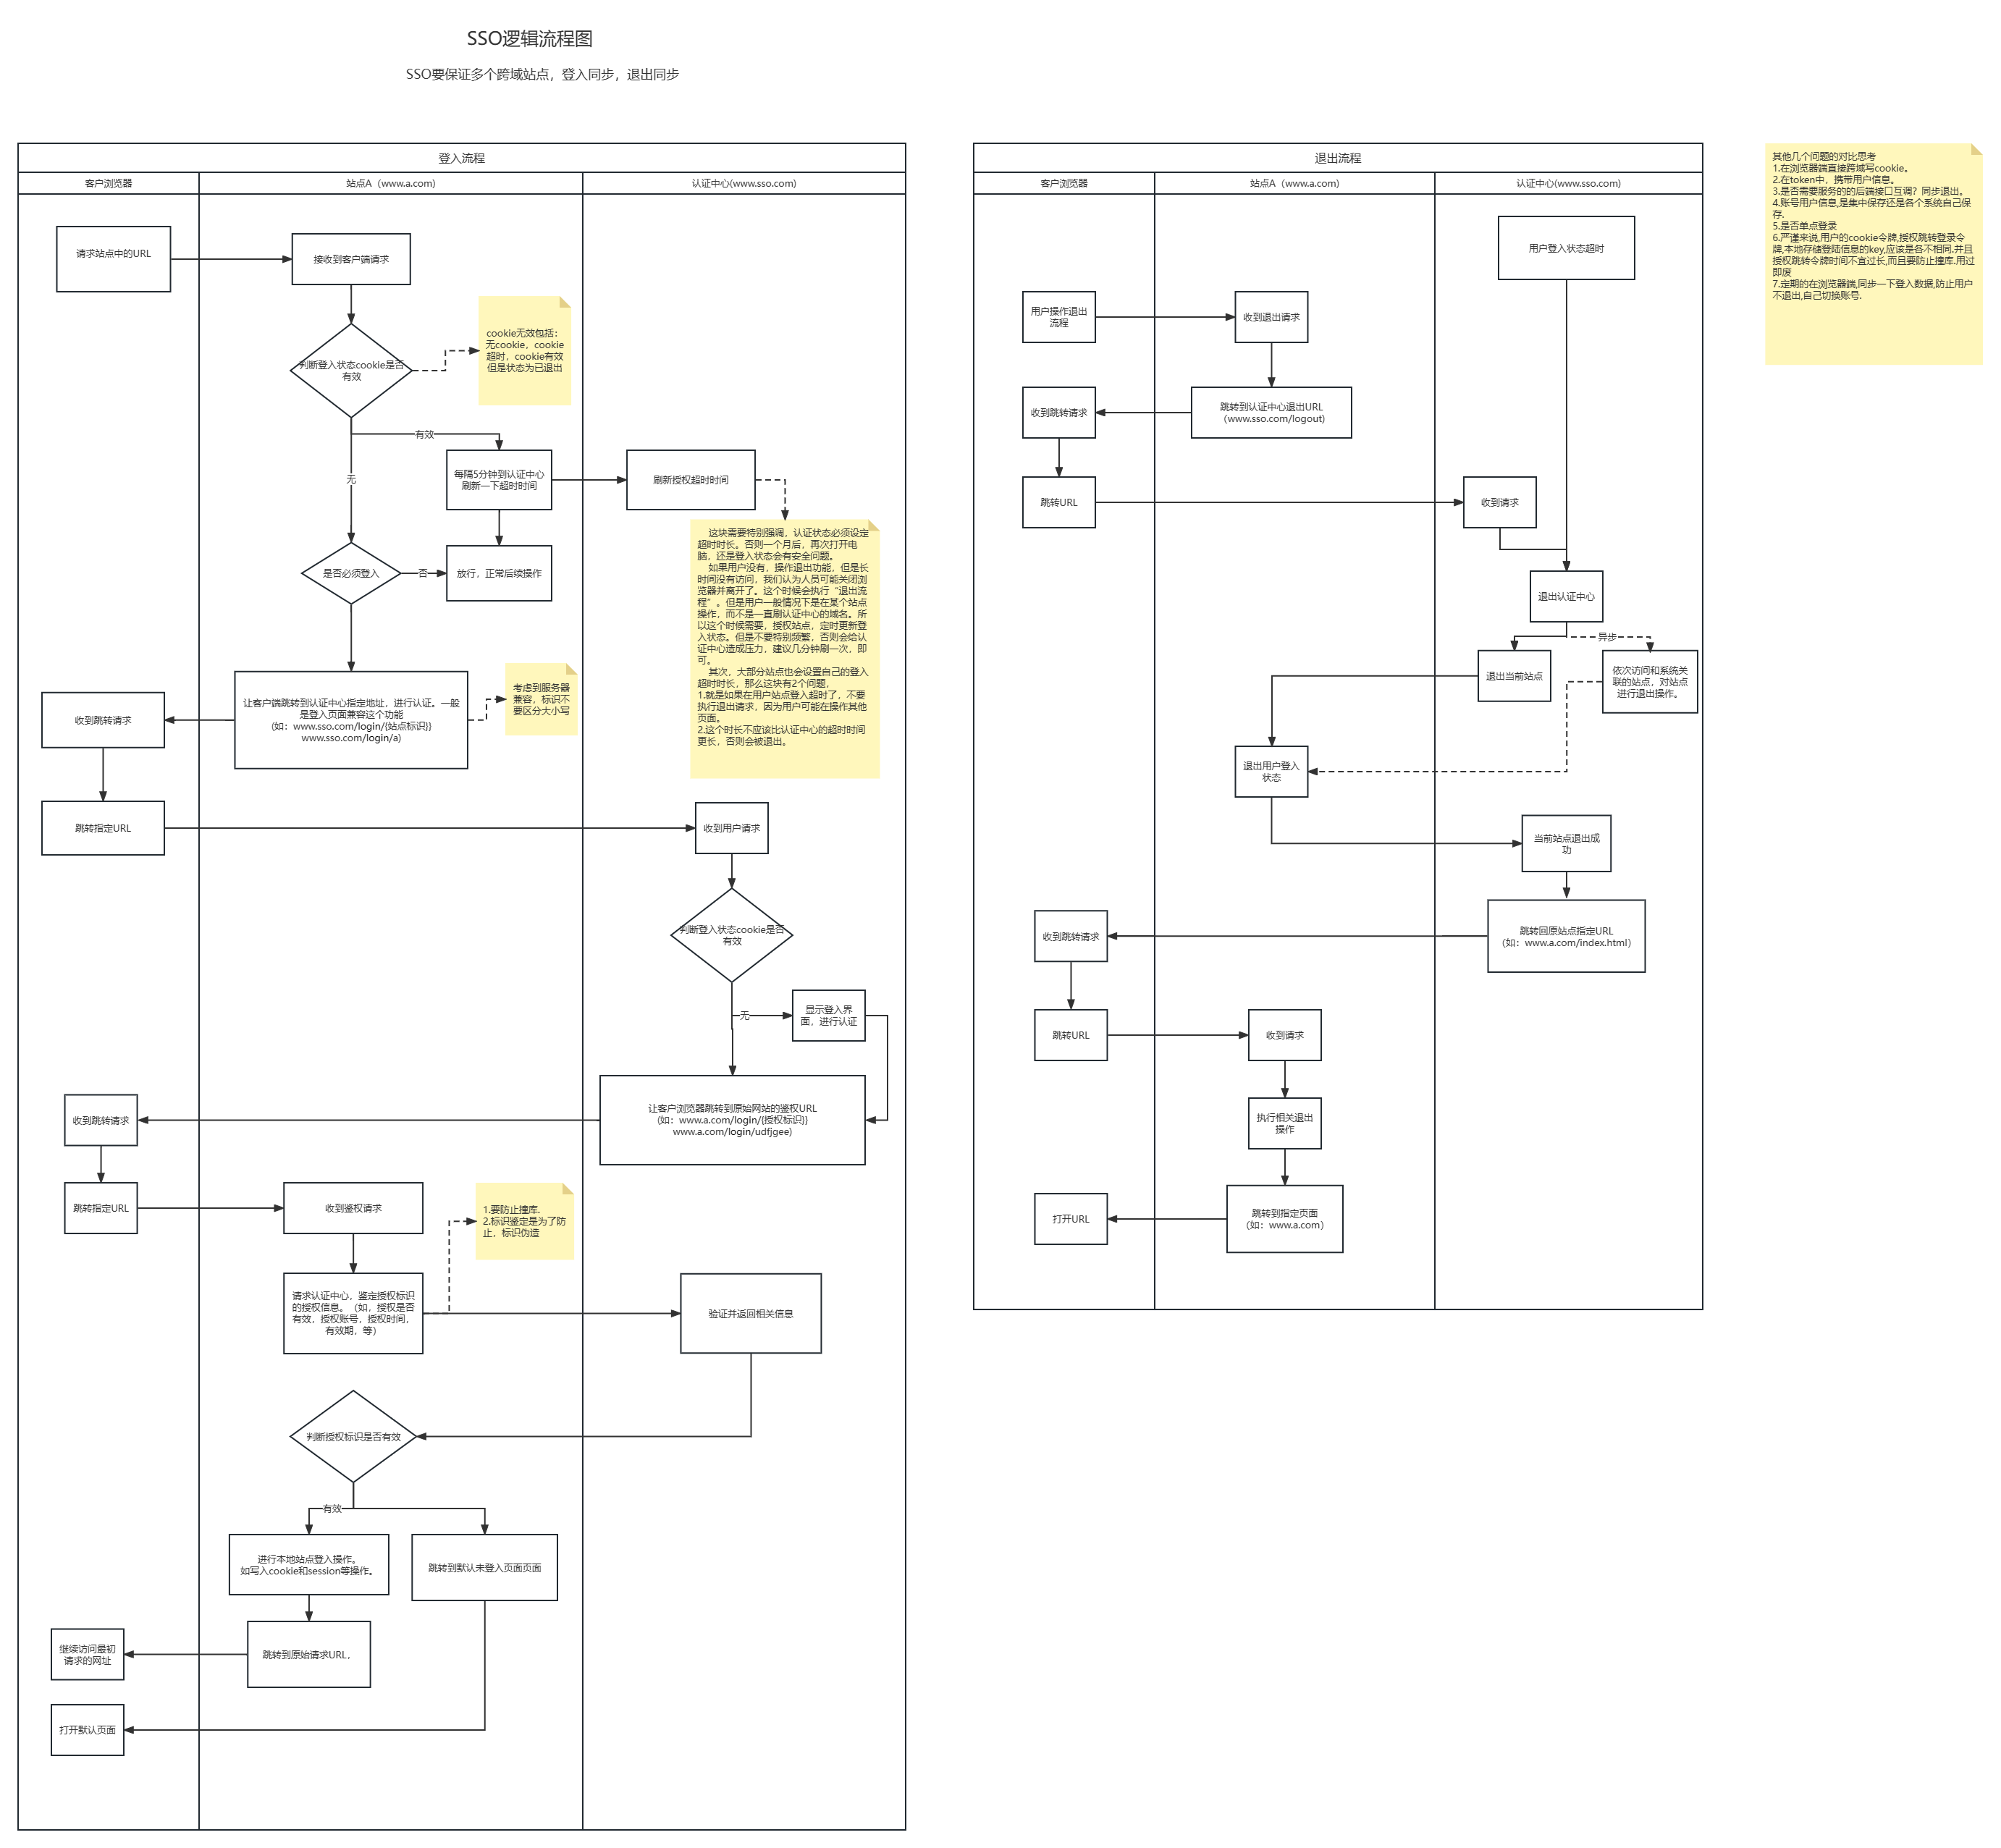 SSO逻辑流程图
SSO要保证多个跨域站点，登入同步，退出同步
登入流程
客户浏览器
站点A（www.a.com)
认证中心(www.sso.com)
请求站点中的URL
接收到客户端请求
判断登入状态cookie是否
有效
cookie无效包括：
无cookie，cookie
超时，cookie有效
但是状态为已退出
有效
无
每隔5分钟到认证中心
刷新一下超时时间
刷新授权超时时间
是否必须登入
否
放行，正常后续操作
这块需要特别强调，认证状态必须设定
超时时长。否则一个月后，再次打开电
脑，还是登入状态会有安全问题。
如果用户没有，操作退出功能，但是长
时间没有访问，我们认为人员可能关闭浏
览器并离开了。这个时候会执行“退出流
程”。但是用户一般情况下是在某个站点
操作，而不是一直刷认证中心的域名。所
以这个时候需要，授权站点，定时更新登
入状态。但是不要特别频繁，否则会给认
证中心造成压力，建议几分钟刷一次，即
可。
其次，大部分站点也会设置自己的登入
超时时长，那么这块有2个问题，
1.就是如果在用户站点登入超时了，不要
执行退出请求，因为用户可能在操作其他
页面。
2.这个时长不应该比认证中心的超时时间
更长，否则会被退出。
让客户端跳转到认证中心指定地址，进行认证。一般
是登入页面兼容这个功能
(如：www.sso.com/login/{站点标识}}
www.sso.com/login/a)
考虑到服务器
兼容，标识不
要区分大小写
收到跳转请求
跳转指定URL
收到用户请求
判断登入状态cookie是否
有效
无
显示登入界
面，进行认证
让客户浏览器跳转到原始网站的鉴权URL
(如：www.a.com/login/{授权标识}}
www.a.com/login/udfjgee)
收到跳转请求
跳转指定URL
收到鉴权请求
1.要防止撞库.
2.标识鉴定是为了防
止，标识伪造
请求认证中心，鉴定授权标识
的授权信息。（如，授权是否
有效，授权账号，授权时间，
有效期，等）
验证并返回相关信息
判断授权标识是否有效
有效
进行本地站点登入操作。
如写入cookie和session等操作。
跳转到默认未登入页面页面
跳转到原始请求URL，
继续访问最初
请求的网址
打开默认页面
退出流程
客户浏览器
站点A（www.a.com)
认证中心(www.sso.com)
用户登入状态超时
用户操作退出
流程
收到退出请求
收到跳转请求
跳转到认证中心退出URL
（www.sso.com/logout)
跳转URL
收到请求
退出认证中心
异步
退出当前站点
依次访问和系统关
联的站点，对站点
进行退出操作。
退出用户登入
状态
当前站点退出成
功
收到跳转请求
跳转回原站点指定URL
（如：www.a.com/index.html）
跳转URL
收到请求
执行相关退出
操作
打开URL
跳转到指定页面
（如：www.a.com）
其他几个问题的对比思考
1.在浏览器端直接跨域写cookie。
2.在token中，携带用户信息。
3.是否需要服务的的后端接口互调？同步退出。
4.账号用户信息,是集中保存还是各个系统自己保
存.
5.是否单点登录
6.严谨来说,用户的cookie令牌,授权跳转登录令
牌,本地存储登陆信息的key,应该是各不相同.并且
授权跳转令牌时间不宜过长,而且要防止撞库.用过
即废
7.定期的在浏览器端,同步一下登入数据,防止用户
不退出,自己切换账号.